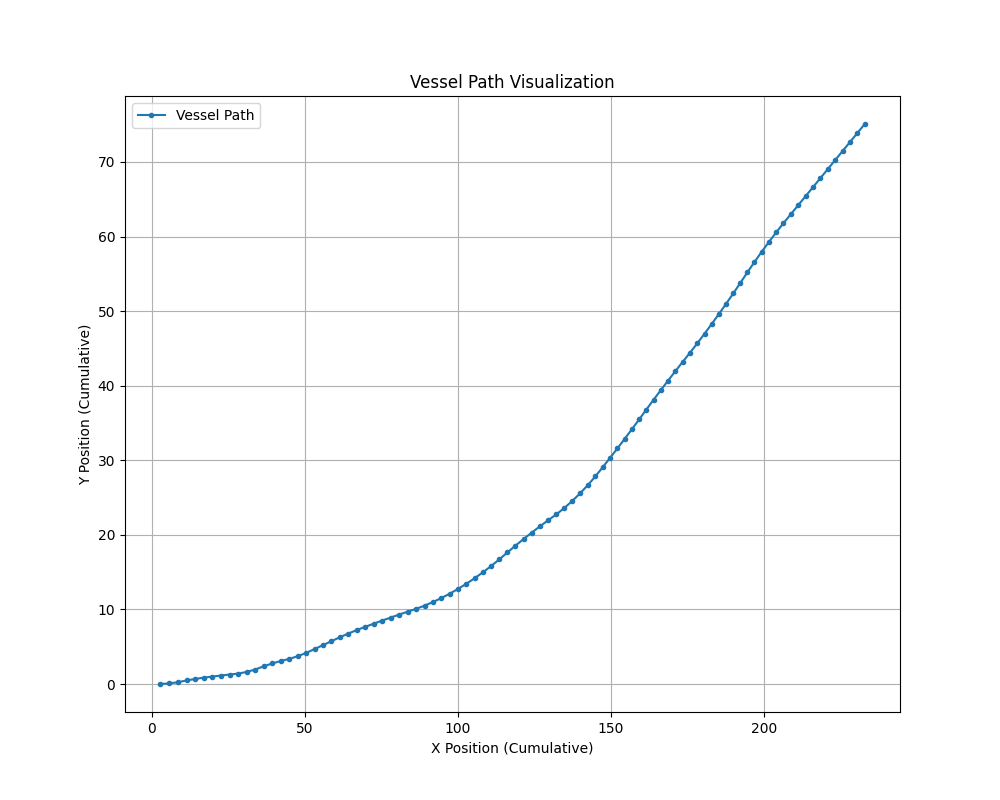 Vessel Path Visualization
Vessel Path
Y Position (Cumulative)
70
60
50
40
30
20
10
0
0 50 100 150 200
X Position (Cumulative)